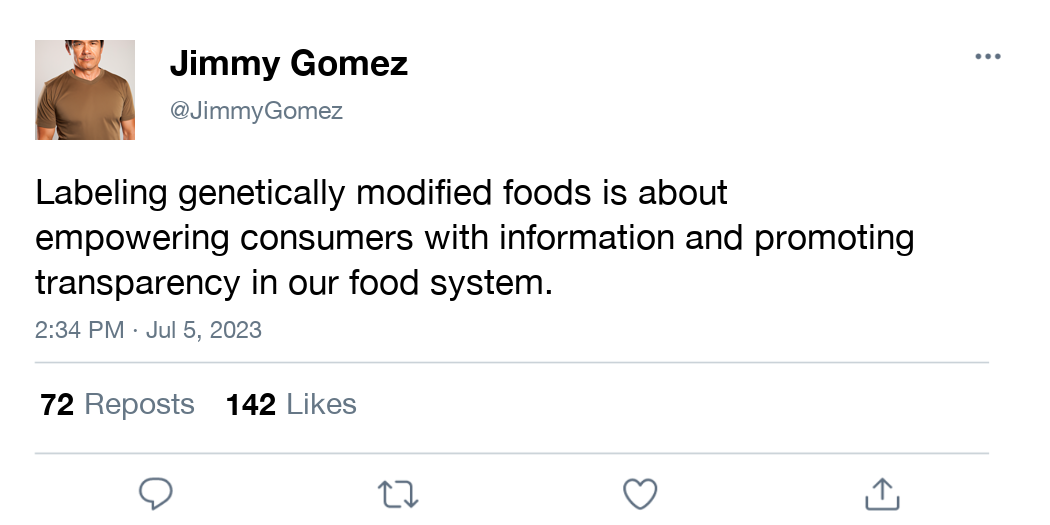 Jimmy Gomez
@JimmyGomez
Labeling genetically modified foods is about
empowering consumers with information and promoting
transparency in our food system.
2:34 PM · Jul 5, 2023
72 Reposts 142 Likes